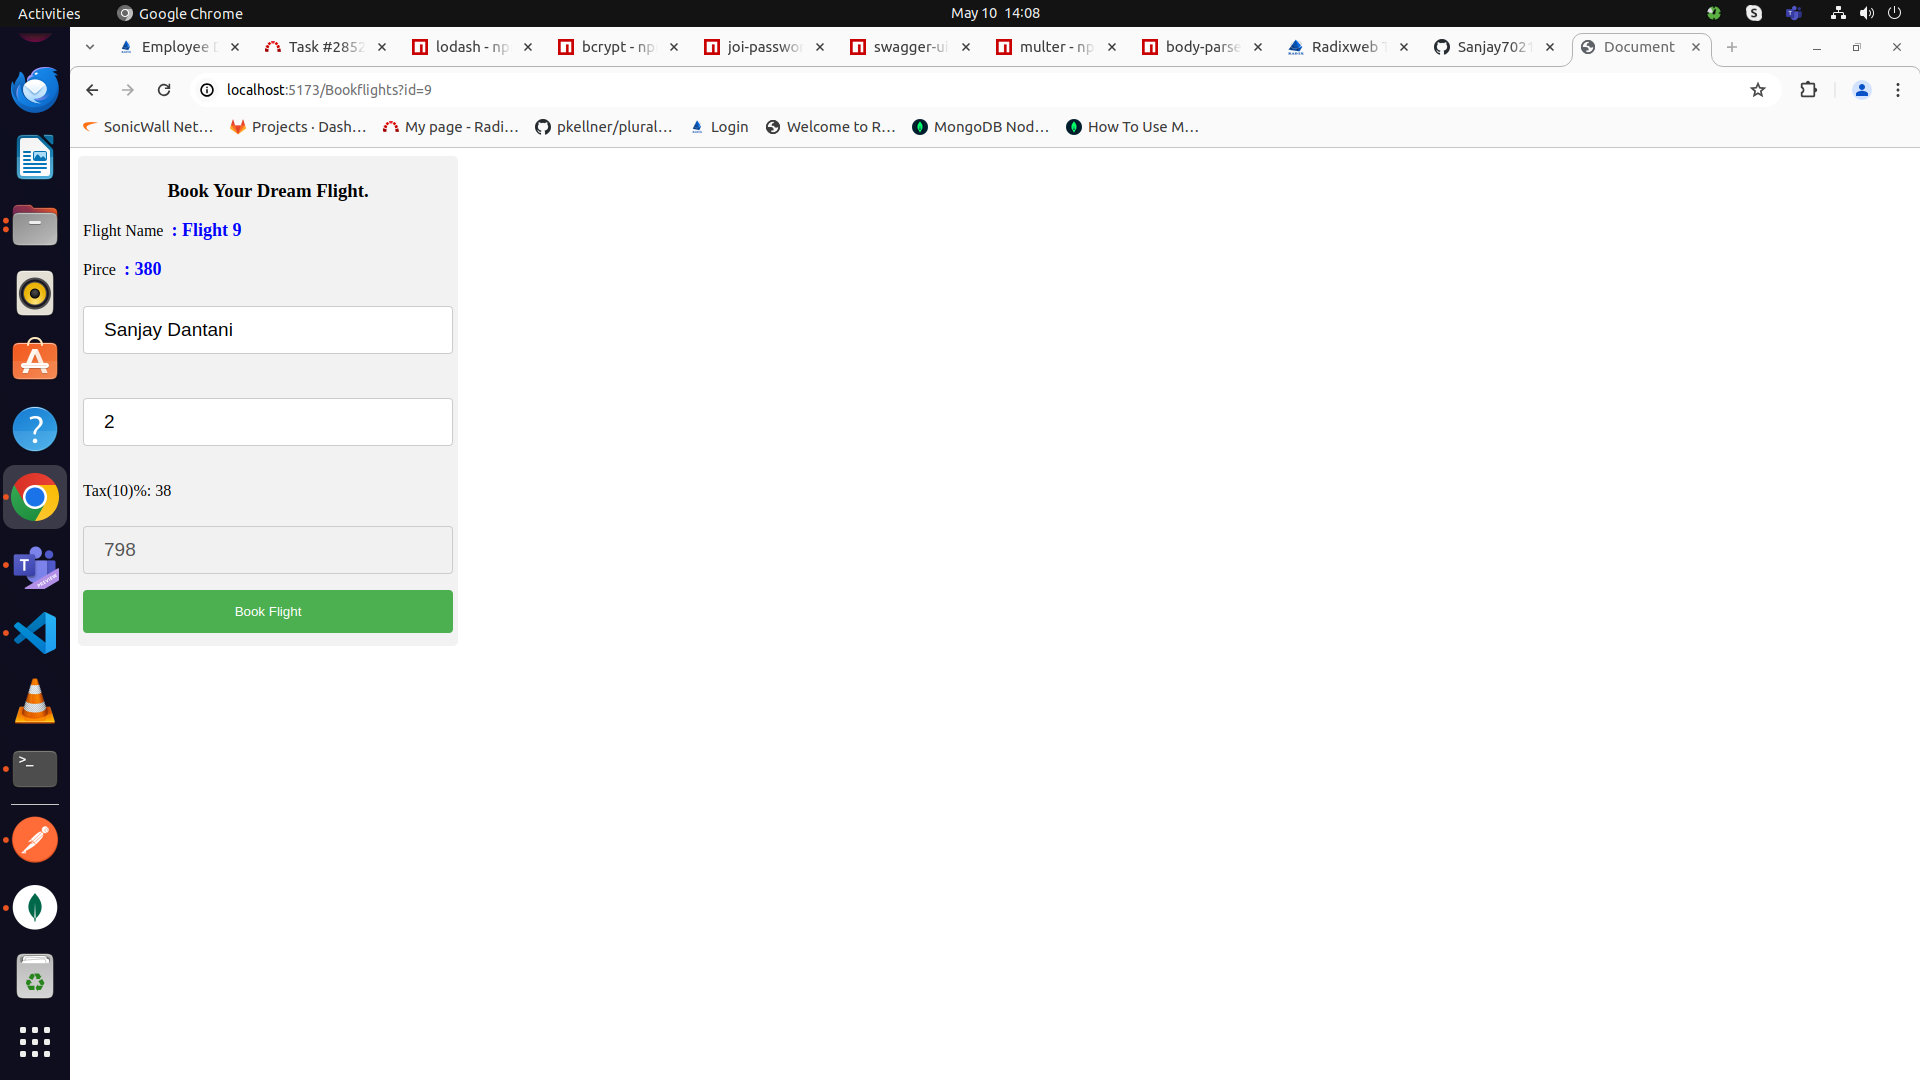 Activities
Google Chrome
May 10 14:08
Employee
Task #2852
lodash - np
bcrypt - np
joi-passwor
swagger-ui
multer - np
body-parse
Radixweb
Sanjay7021
Document
localhost:5173/Bookflights?id=9
SonicWall Net…
Projects · Dash…
My page - Radi…
pkellner/plural…
Login
Welcome to R…
MongoDB Nod…
How To Use M…
Book Your Dream Flight.
Flight Name : Flight 9
Pirce : 380
Sanjay Dantani
2
Tax(10)%: 38
798
Book Flight